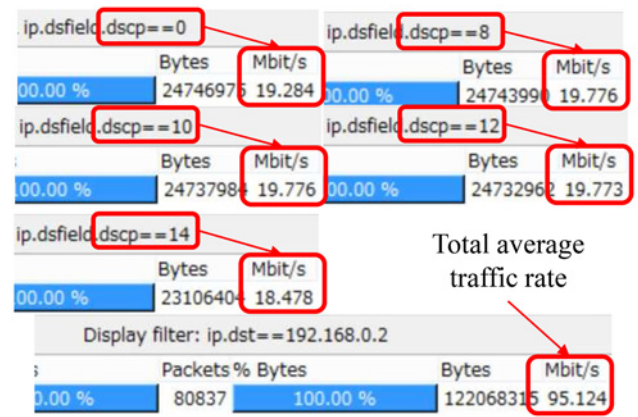 ip.dsfield.dscp==0
Bytes Mbit/s
00.00 % 24746975 19.284
ip.dsfield.dscp==8
Bytes Mbit/s
00.00 % 24743990 19.776
ip.dsfield.dscp==10
Bytes Mbit/s
100.00 % 24737984 19.776
ip.dsfield.dscp==12
Bytes Mbit/s
00.00 % 24732962 19.773
ip.dsfield.dscp==14
Bytes Mbit/s
00.00 % 23106404 18.478
Total average
traffic rate
Display filter: ip.dst==192.168.0.2
Packets % Bytes Bytes Mbit/s
0.00 % 80837 100.00 % 122068315 95.124